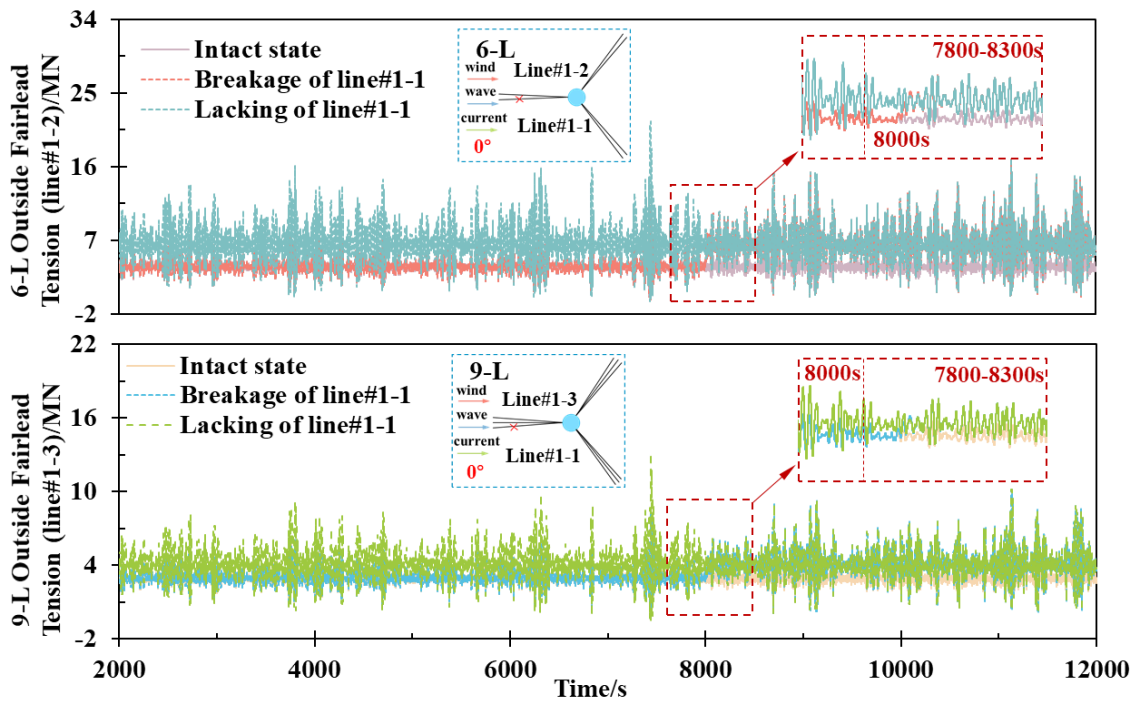 6-L Outside Fairlead
Tension (line#1-2)/MN
34
25
16
7
-2
Intact state
Breakage of line#1-1
Lacking of line#1-1
6-L
wind
Line#1-2
wave
current
Line#1-1
0°
7800-8300s
8000s
9-L Outside Fairlead
Tension (line#1-3)/MN
22
16
10
4
-2
Intact state
Breakage of line#1-1
Lacking of line#1-1
9-L
wind
Line#1-3
wave
current
Line#1-1
0°
8000s
7800-8300s
2000
4000
6000
8000
10000
12000
Time/s